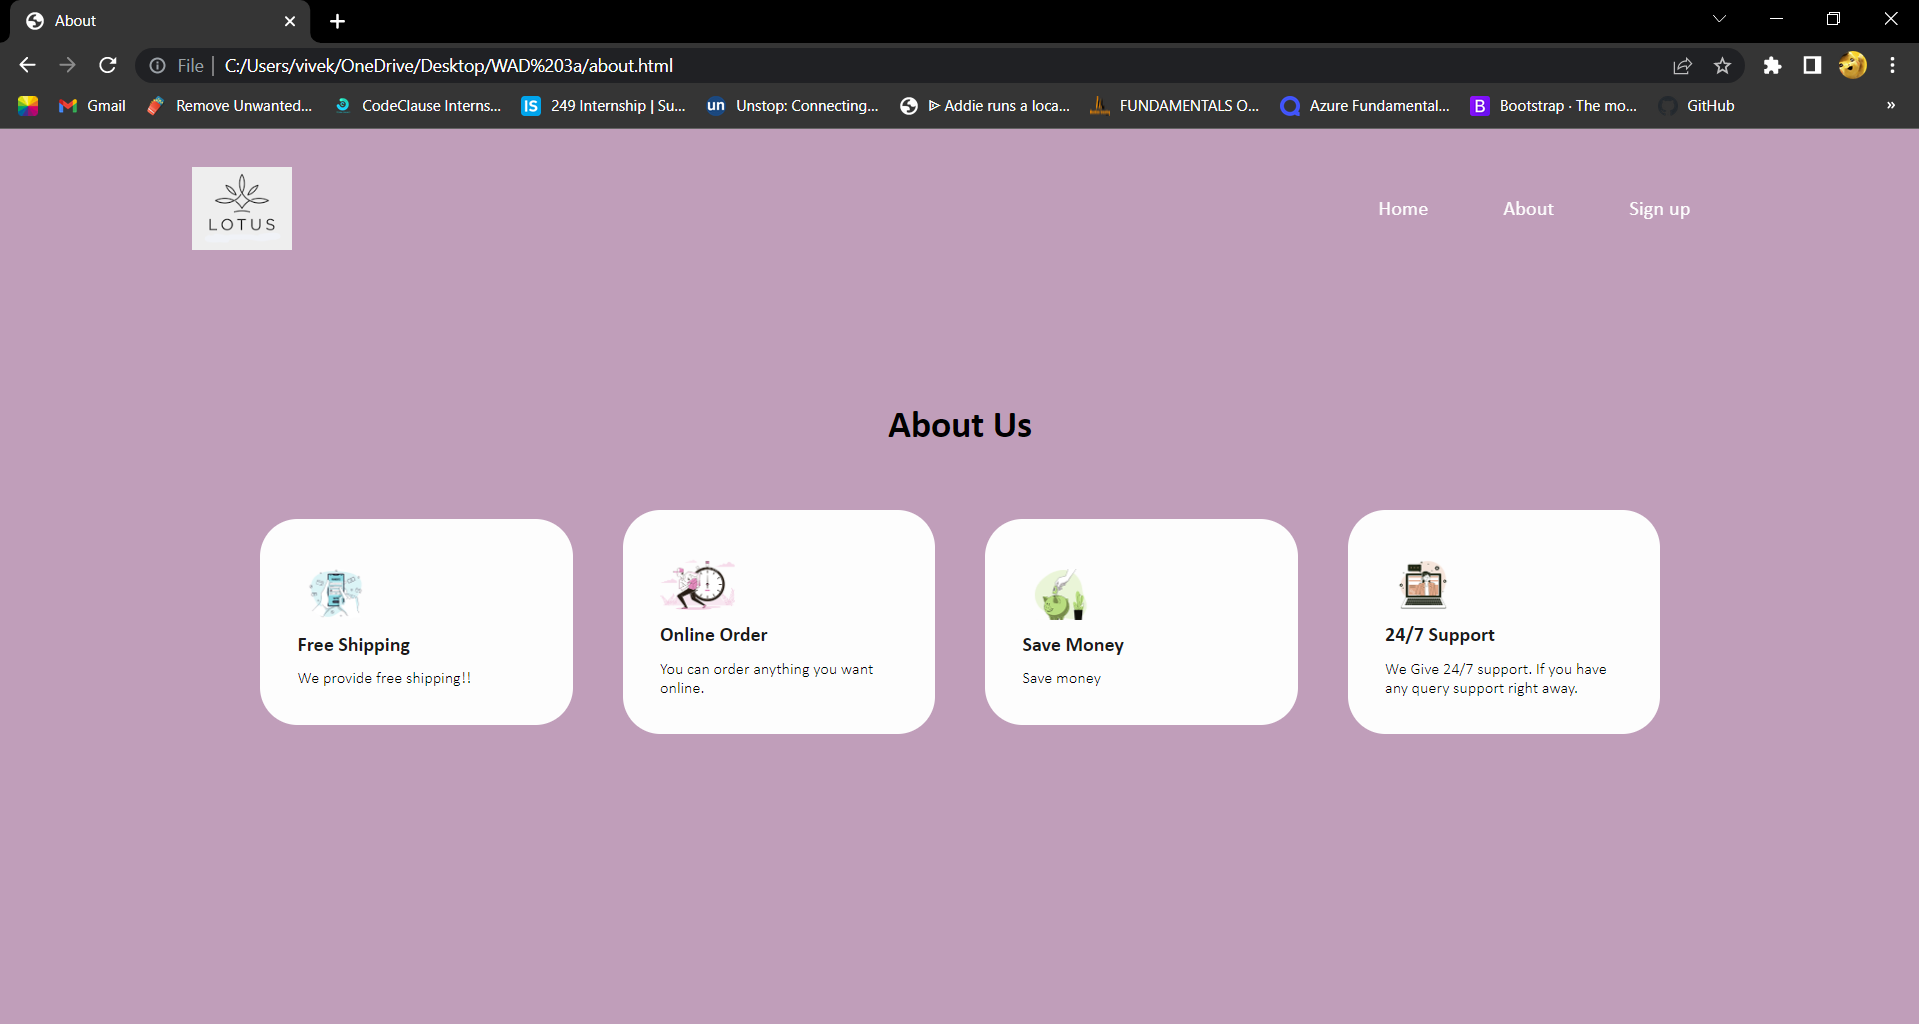 About
File | C:/Users/vivek/OneDrive/Desktop/WAD%203a/about.html
Gmail Remove Unwanted... CodeClause Interns... IS 249 Internship | Su... un Unstop: Connecting... ⩥ Addie runs a loca... FUNDAMENTALS O... Azure Fundamental... B Bootstrap · The mo... GitHub »
LOTUS
Home About Sign up
About Us
Free Shipping
We provide free shipping!!
Online Order
You can order anything you want
online.
Save Money
Save money
24/7 Support
We Give 24/7 support. If you have
any query support right away.